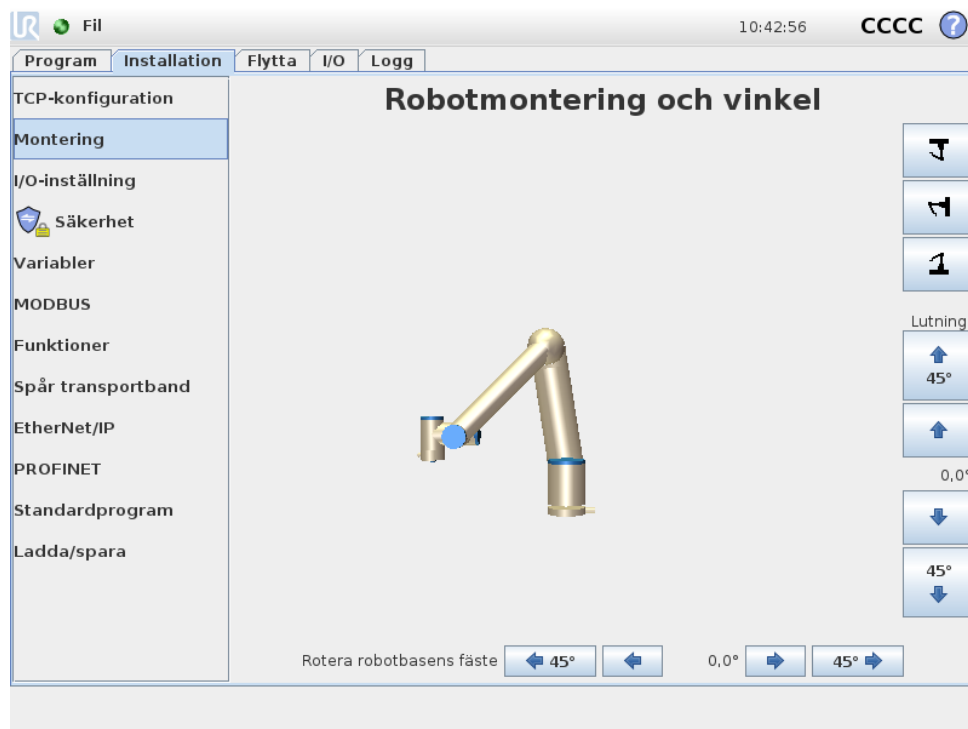 UR Fil 10:42:56 CCCC ?
Program Installation Flytta I/O Logg
TCP-konfiguration
Montering
I/O-inställning
Säkerhet
Variabler
MODBUS
Funktioner
Spår transportband
EtherNet/IP
PROFINET
Standardprogram
Ladda/spara
Robotmontering och vinkel
Lutning
45°
0,0°
45°
Rotera robotbasens fäste 45° 0,0° 45°